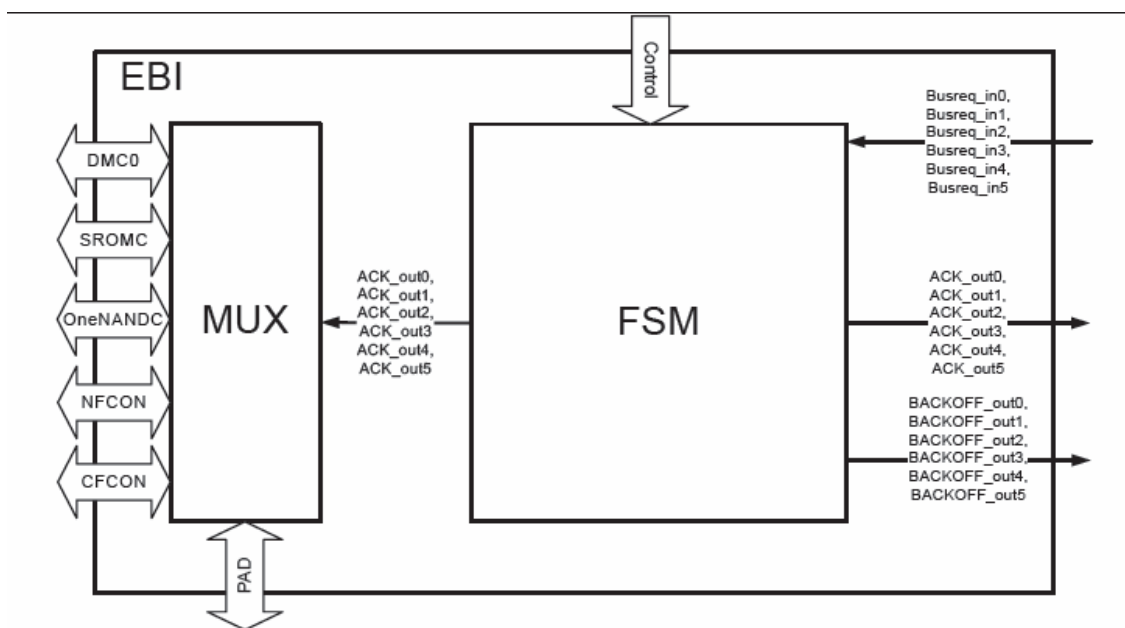 Control
EBI
DMC0
SROMC
OneNANDC
NFCON
CFCON
MUX
PAD
ACK_out0,
ACK_out1,
ACK_out2,
ACK_out3
ACK_out4,
ACK_out5
FSM
Busreq_in0,
Busreq_in1,
Busreq_in2,
Busreq_in3,
Busreq_in4,
Busreq_in5
ACK_out0,
ACK_out1,
ACK_out2,
ACK_out3,
ACK_out4,
ACK_out5
BACKOFF_out0,
BACKOFF_out1,
BACKOFF_out2,
BACKOFF_out3,
BACKOFF_out4,
BACKOFF_out5